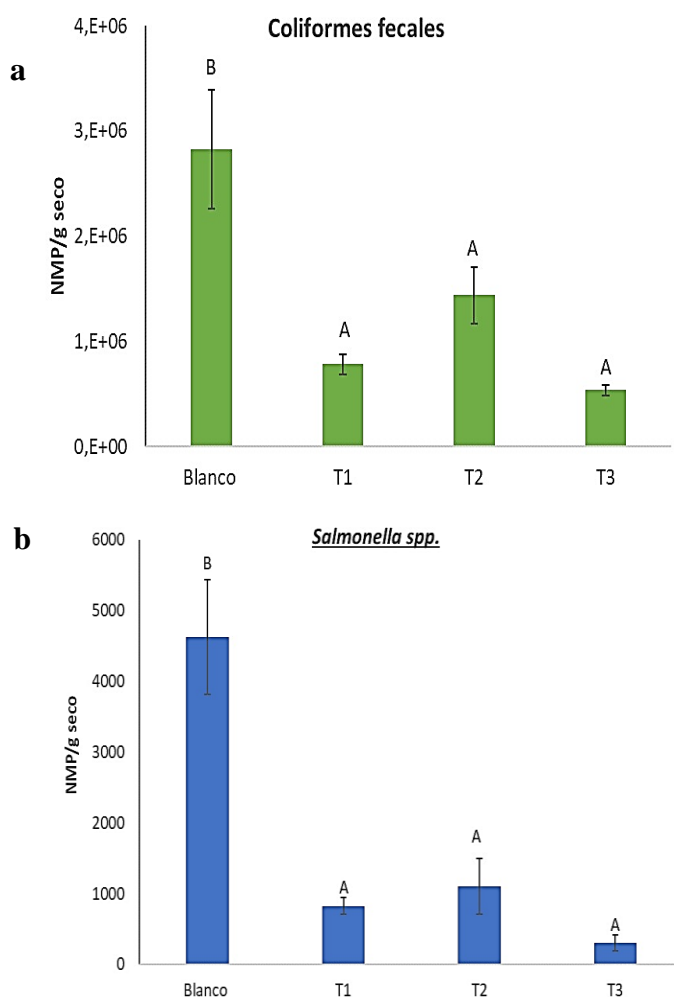 a
Coliformes fecales
NMP/g seco
4,E+06
3,E+06
2,E+06
1,E+06
0,E+00
B
A
A
A
Blanco T1 T2 T3
b
Salmonella spp.
NMP/g seco
6000
5000
4000
3000
2000
1000
0
B
A
A
A
Blanco T1 T2 T3